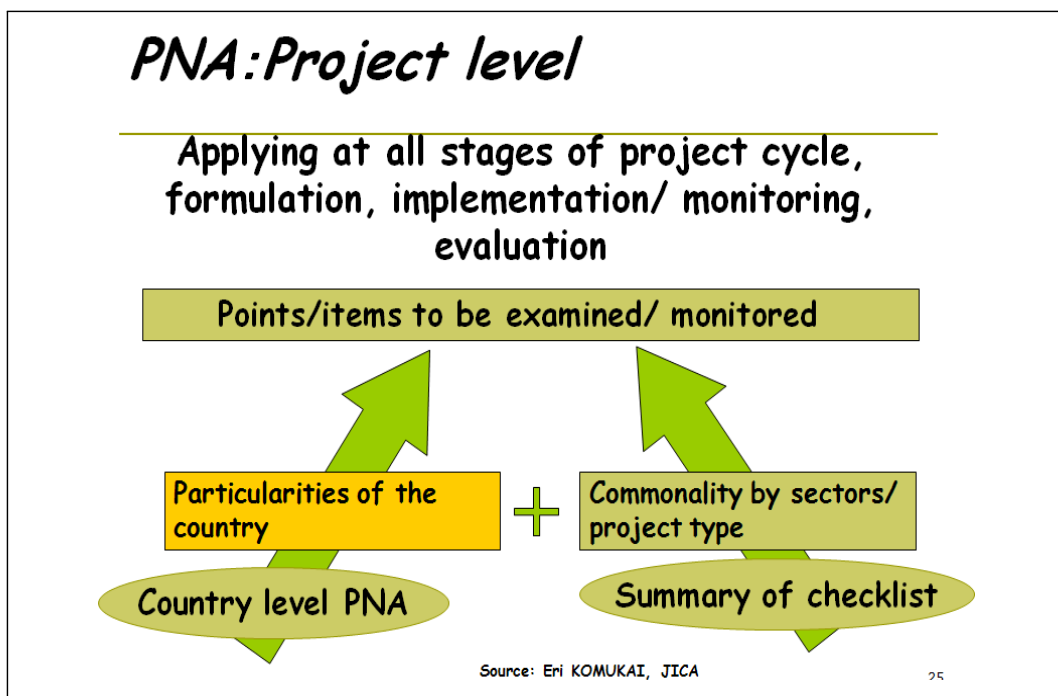 PNA:Project level
Applying at all stages of project cycle,
formulation, implementation/ monitoring,
evaluation
Points/items to be examined/ monitored
Particularities of the
country
+
Commonality by sectors/
project type
Country level PNA
Summary of checklist
Source: Eri KOMUKAI, JICA
25